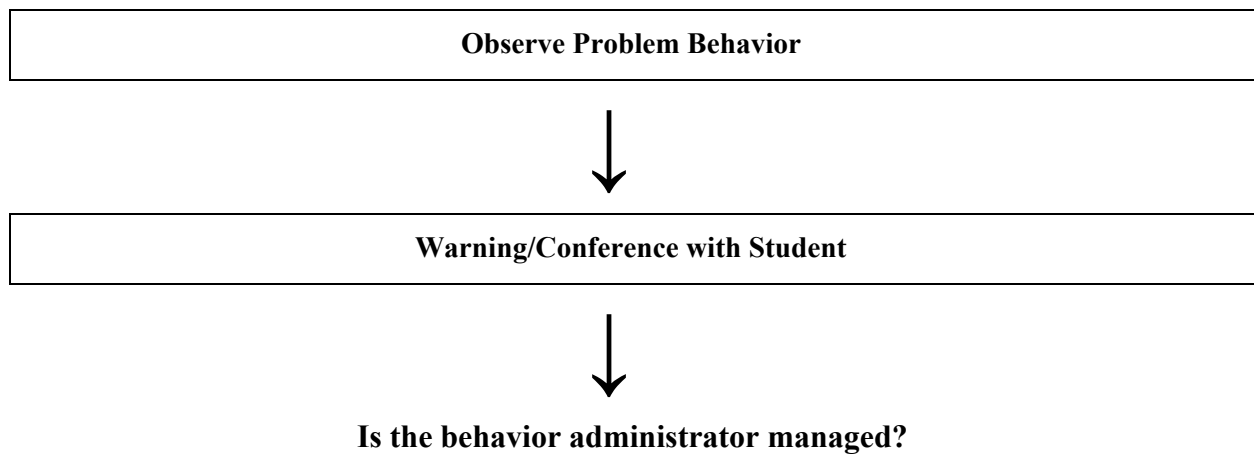 Observe Problem Behavior
Warning/Conference with Student
Is the behavior administrator managed?